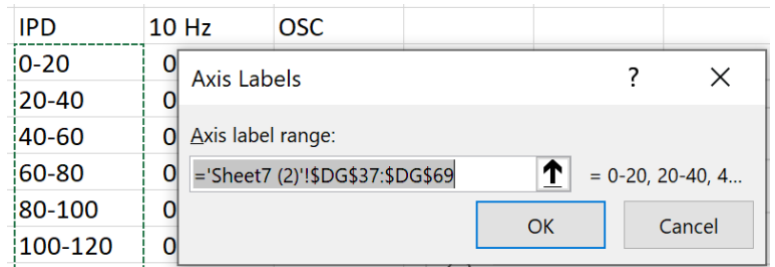 IPD 10 Hz OSC
0-20 0
20-40 0
40-60 0
60-80 0
80-100 0
100-120 0
Axis Labels ? ×
Axis label range:
='Sheet7 (2)'!$DG$37:$DG$69 = 0-20, 20-40, 4...
OK Cancel